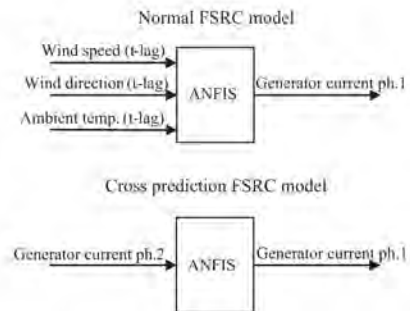 Normal FSRC model
Wind speed (t-lag)
Wind direction (t-lag)
Ambient temp. (t-lag)
ANFIS
Generator current ph.1
Cross prediction FSRC model
Generator current ph.2
ANFIS
Generator current ph.1